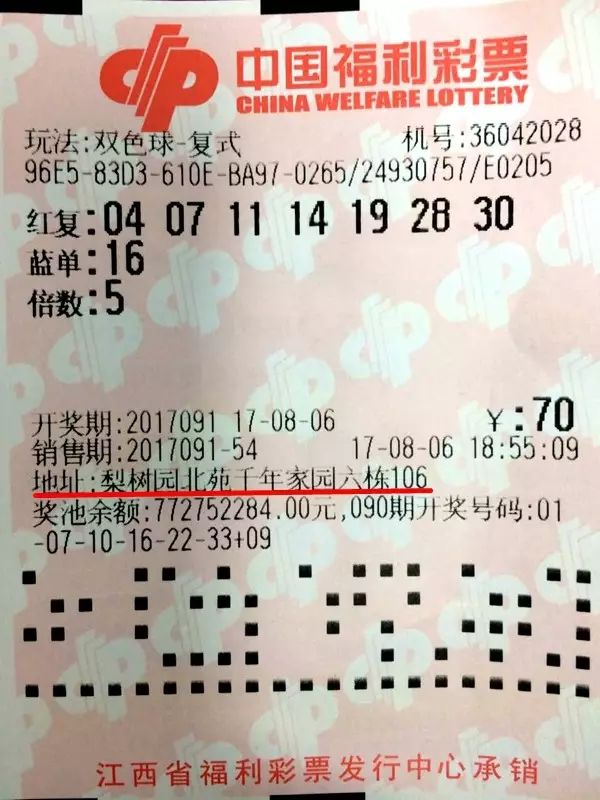 中国福利彩票
CHINA WELFARE LOTTERY
玩法:双色球-复式 机号:36042028
96E5-83D3-610E-BA97-0265/24930757/E0205
红复:04 07 11 14 19 28 30
蓝单:16
倍数:5
开奖期:2017091 17-08-06 ￥:70
销售期:2017091-54 17-08-06 18:55:09
地址:梨树园北苑千年家园六栋106
奖池余额:772752284.00元,090期开奖号码:01
-07-10-16-22-33+09
江西省福利彩票发行中心承销